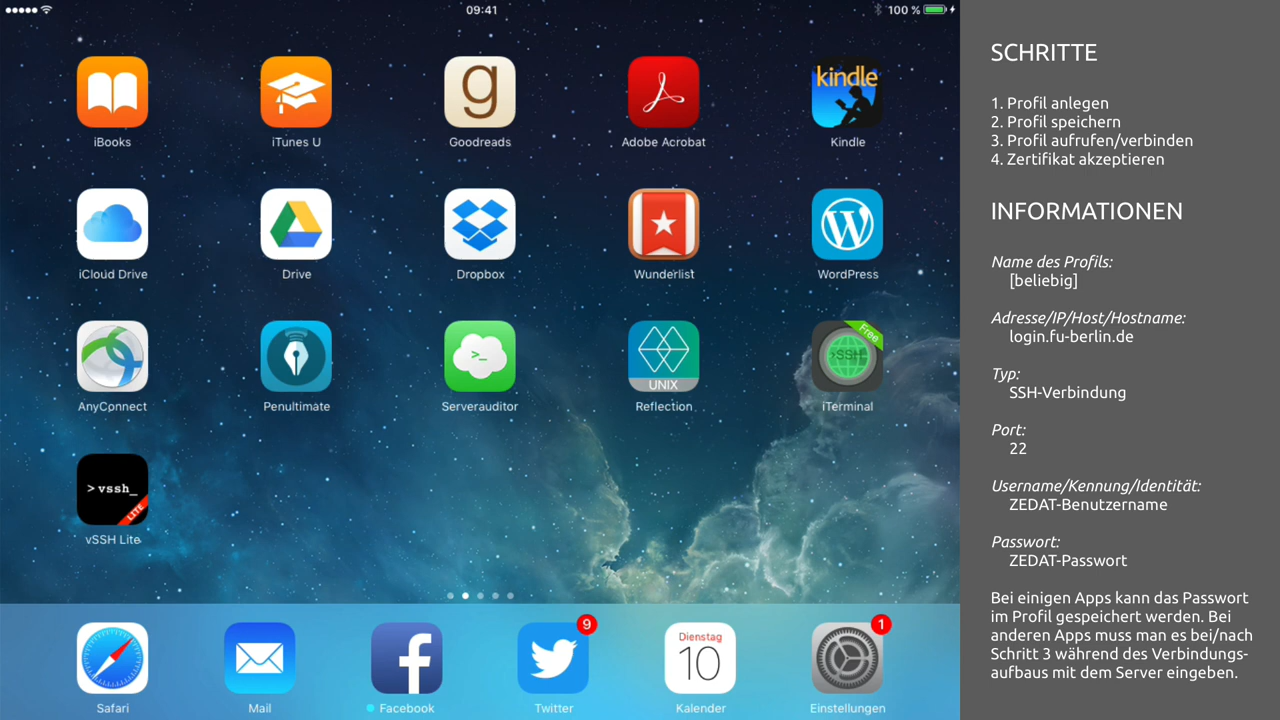 09:41
100 %
iBooks
iTunes U
g
Goodreads
Adobe Acrobat
kindle
Kindle
iCloud Drive
Drive
Dropbox
Wunderlist
WordPress
AnyConnect
Penultimate
>_
Serverauditor
UNIX
Reflection
Free
>SSH
iTerminal
>vssh_
LITE
vSSH Lite
Safari
Mail
Facebook
9
Twitter
Dienstag
10
Kalender
1
Einstellungen
SCHRITTE
1. Profil anlegen
2. Profil speichern
3. Profil aufrufen/verbinden
4. Zertifikat akzeptieren
INFORMATIONEN
Name des Profils:
[beliebig]
Adresse/IP/Host/Hostname:
login.fu-berlin.de
Typ:
SSH-Verbindung
Port:
22
Username/Kennung/Identität:
ZEDAT-Benutzername
Passwort:
ZEDAT-Passwort
Bei einigen Apps kann das Passwort
im Profil gespeichert werden. Bei
anderen Apps muss man es bei/nach
Schritt 3 während des Verbindungs-
aufbaus mit dem Server eingeben.